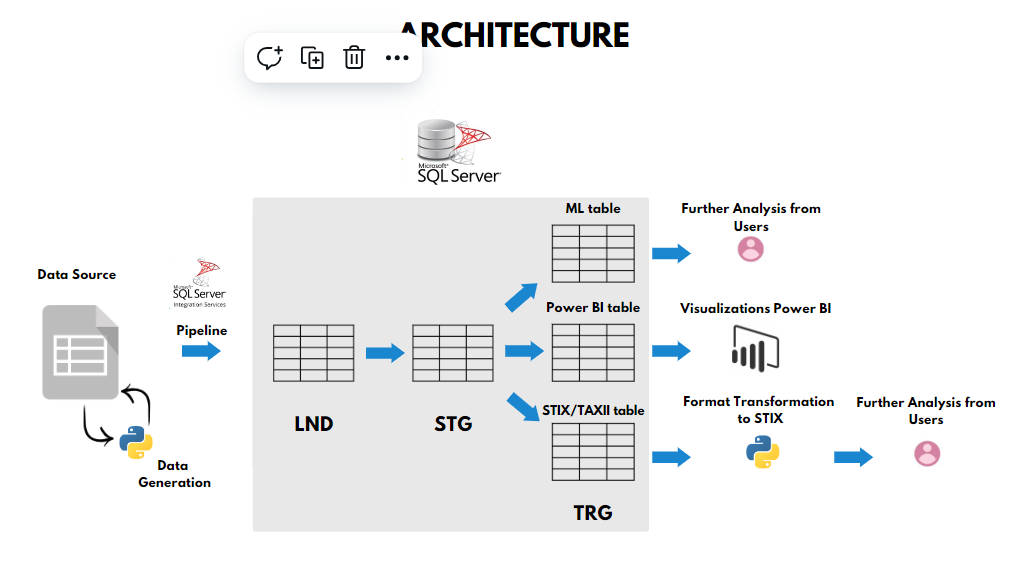 ARCHITECTURE
Microsoft
SQL Server
ML table
Further Analysis from
Users
Data Source
Microsoft
SQL Server
Integration Services
Pipeline
Power BI table
Visualizations Power BI
LND
STG
STIX/TAXII table
Format Transformation
to STIX
Further Analysis from
Users
Data
Generation
TRG